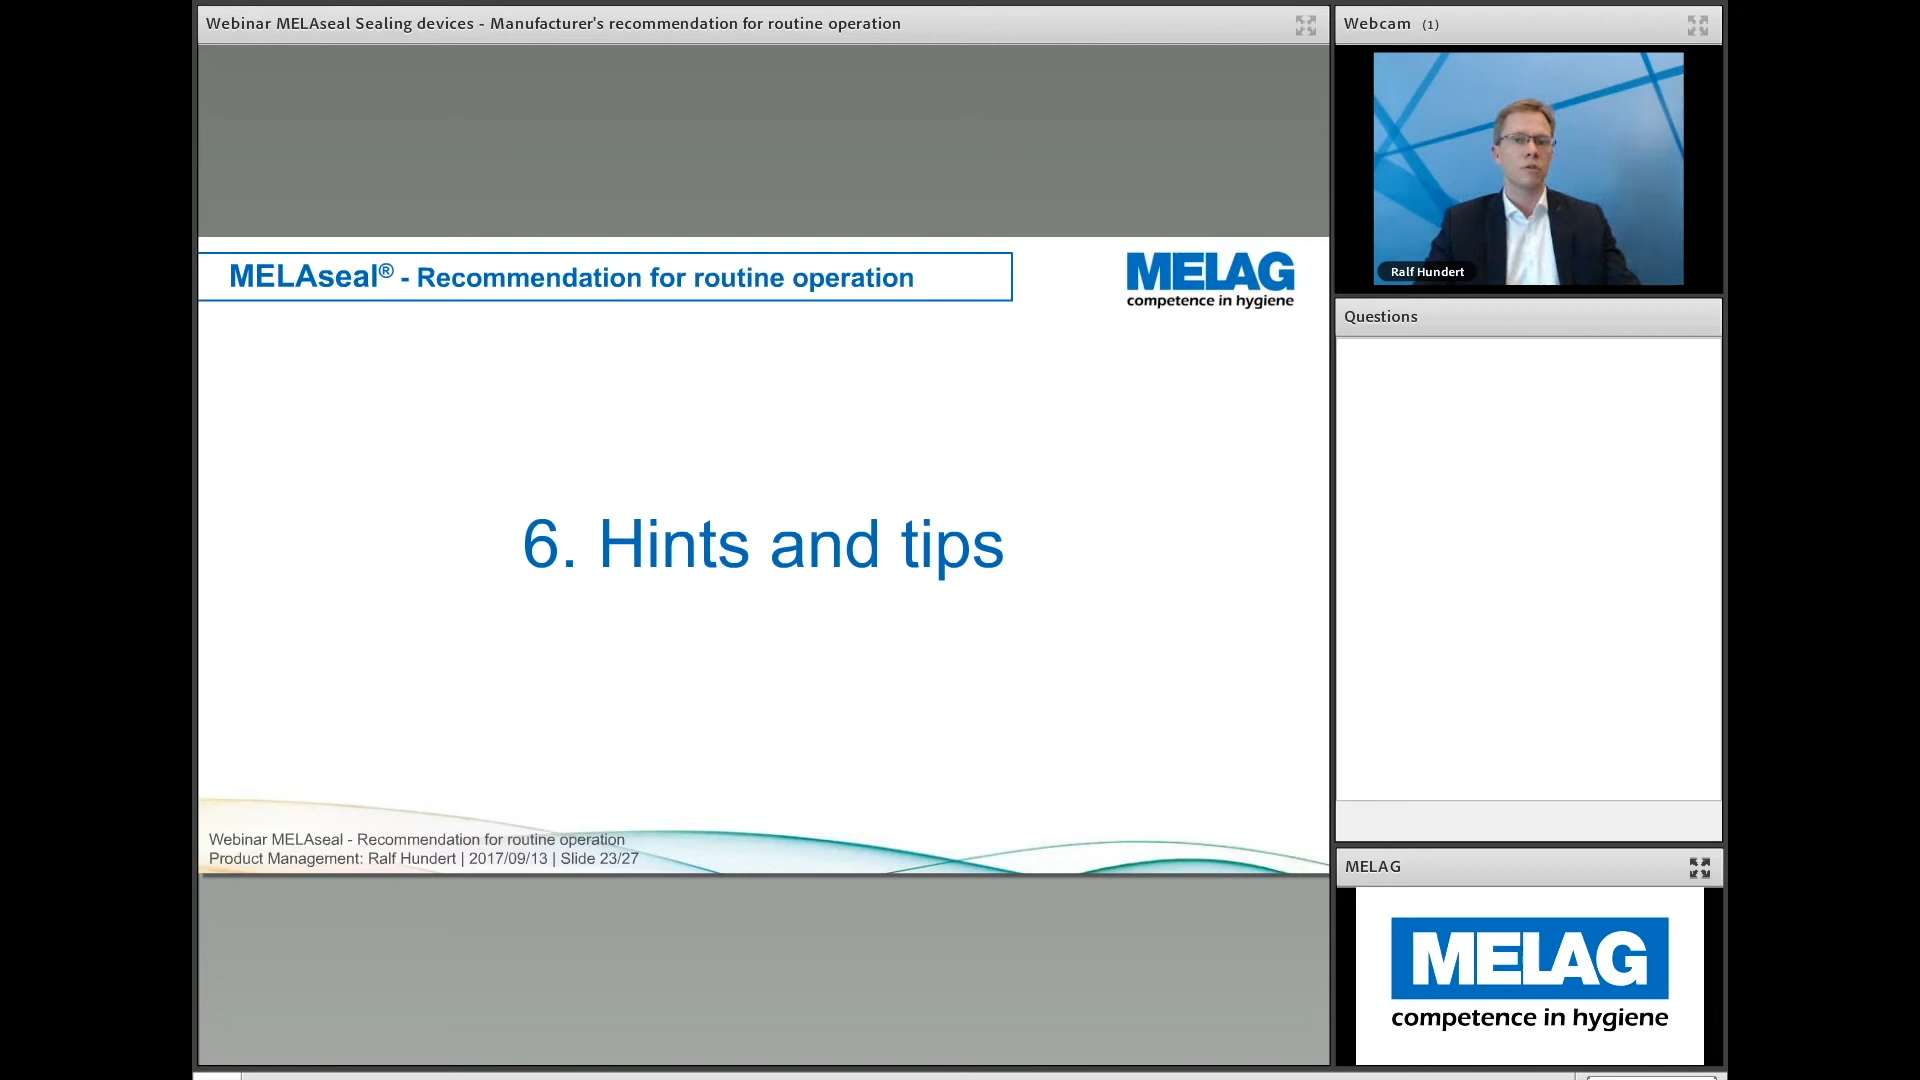 Webinar MELAseal Sealing devices - Manufacturer's recommendation for routine operation
MELAseal® - Recommendation for routine operation
MELAG
competence in hygiene
6. Hints and tips
Webinar MELAseal - Recommendation for routine operation
Product Management: Ralf Hundert | 2017/09/13 | Slide 23/27
Webcam (1)
Ralf Hundert
Questions
MELAG
MELAG
competence in hygiene